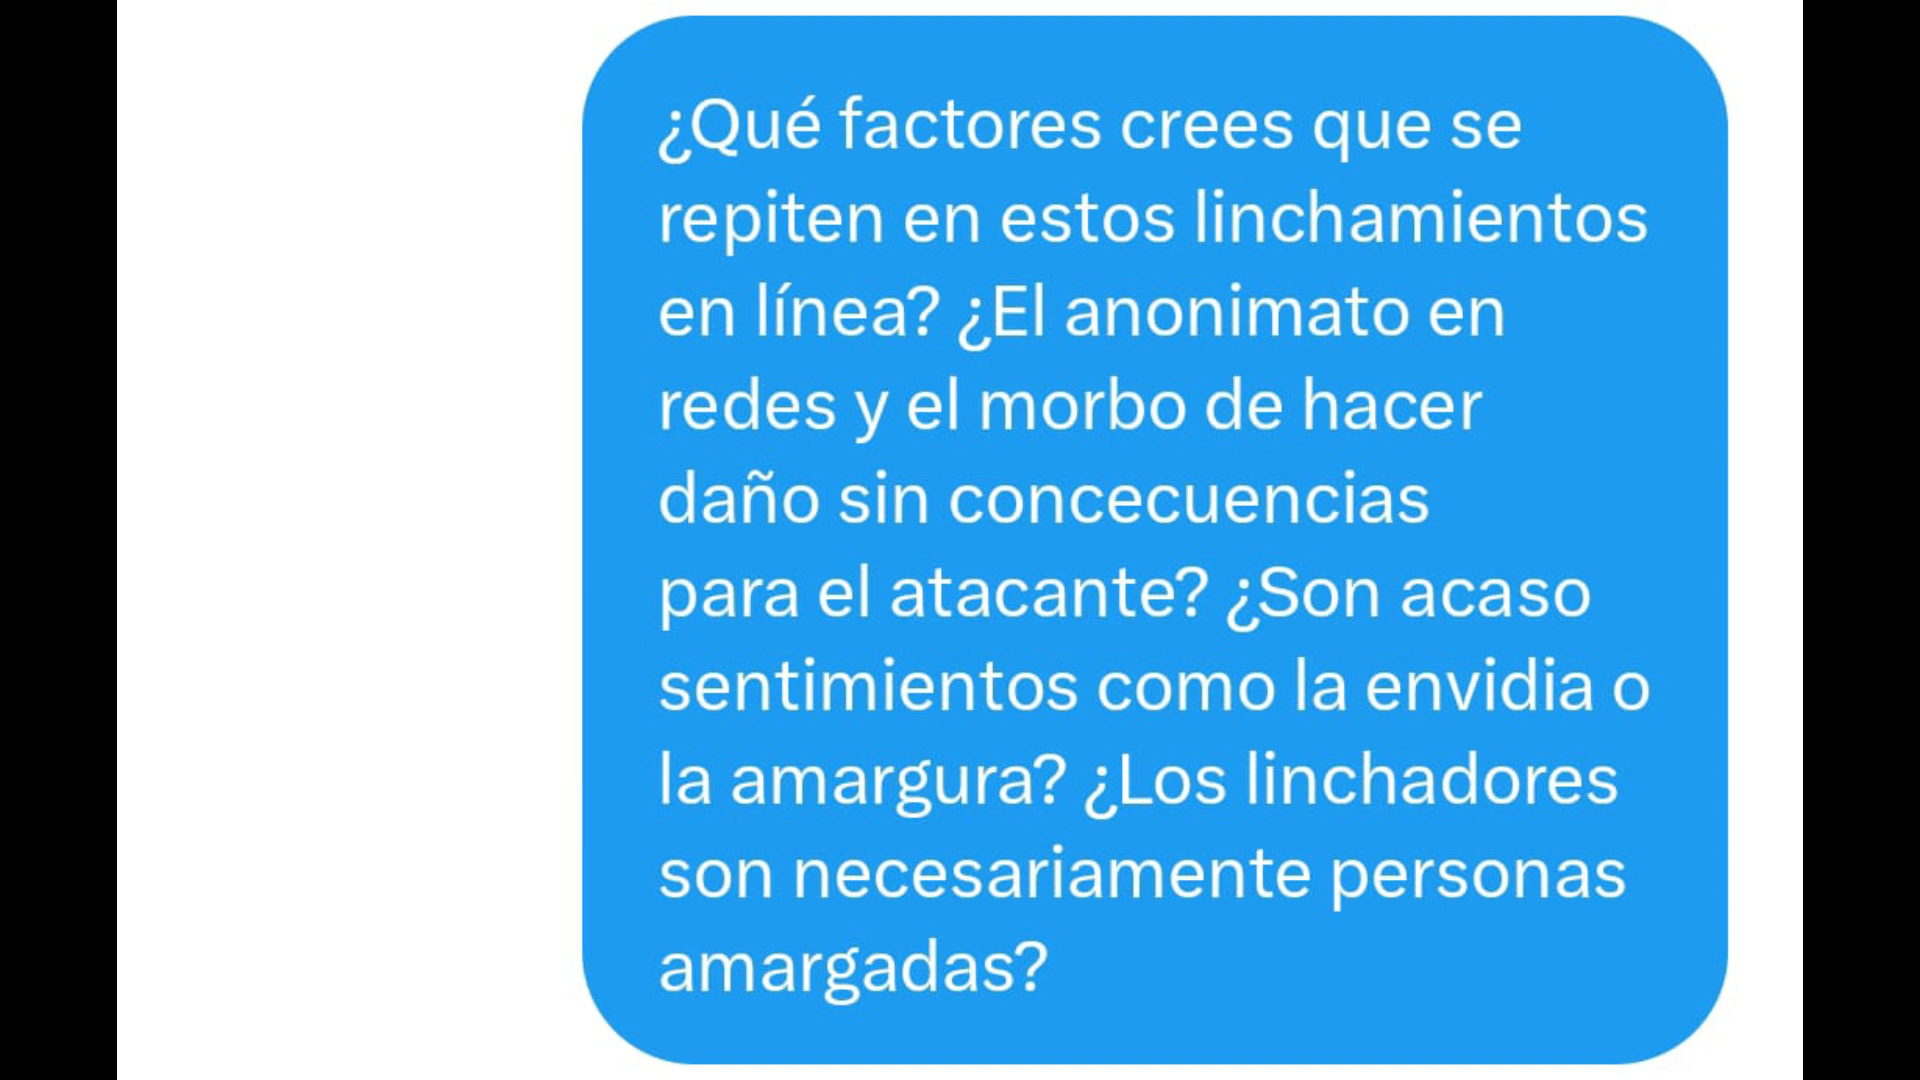 ¿Qué factores crees que se
repiten en estos linchamientos
en línea? ¿El anonimato en
redes y el morbo de hacer
daño sin concecuencias
para el atacante? ¿Son acaso
sentimientos como la envidia o
la amargura? ¿Los linchadores
son necesariamente personas
amargadas?